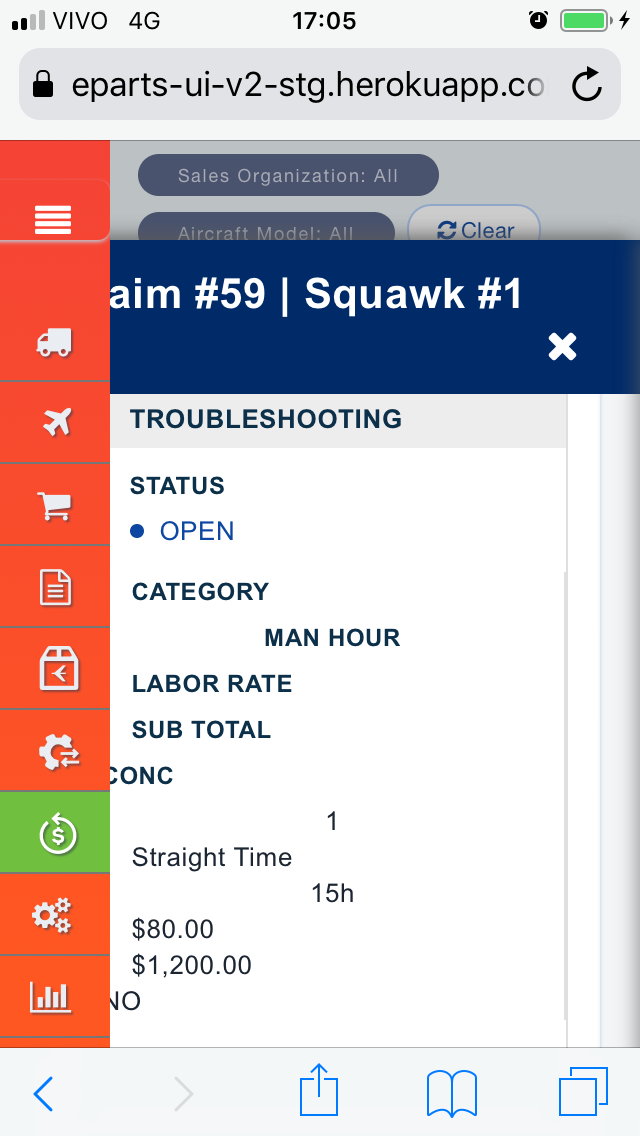 VIVO 4G 17:05
eparts-ui-v2-stg.herokuapp.co
Sales Organization: All
Aircraft Model: All
Clear
aim #59 | Squawk #1
TROUBLESHOOTING
STATUS
OPEN
CATEGORY
MAN HOUR
LABOR RATE
SUB TOTAL
CONC
1
Straight Time
15h
$80.00
$1,200.00
NO